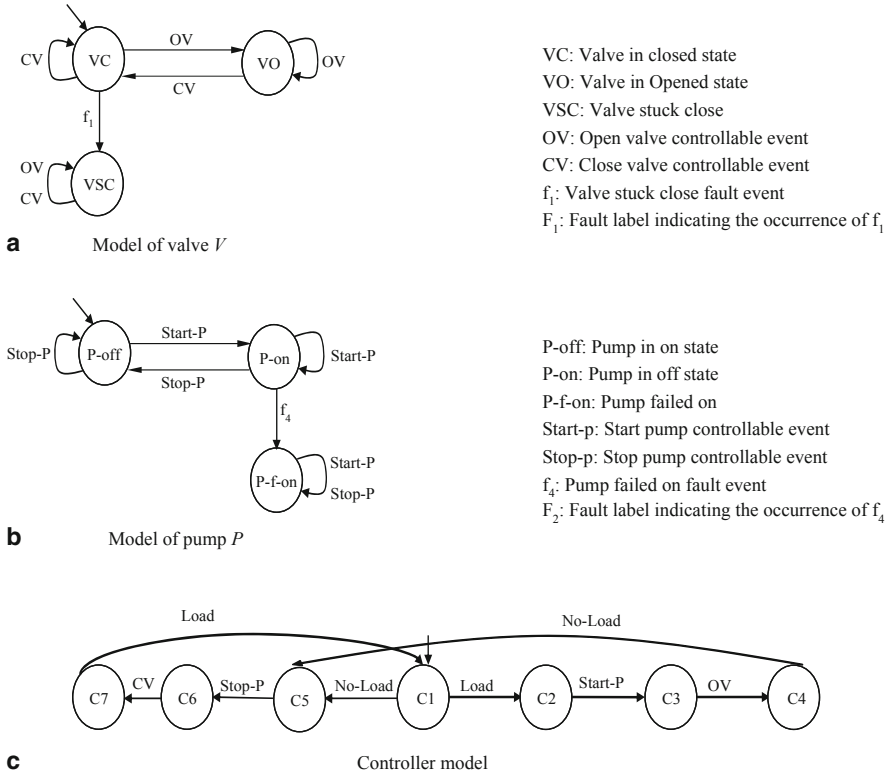 OV
CV
VC
VO
OV
CV
f1
OV
CV
VSC
a Model of valve V
VC: Valve in closed state
VO: Valve in Opened state
VSC: Valve stuck close
OV: Open valve controllable event
CV: Close valve controllable event
f1: Valve stuck close fault event
F1: Fault label indicating the occurrence of f1
Start-P
Stop-P
P-off
P-on
Start-P
Stop-P
f4
P-f-on
Start-P
Stop-P
b Model of pump P
P-off: Pump in on state
P-on: Pump in off state
P-f-on: Pump failed on
Start-p: Start pump controllable event
Stop-p: Stop pump controllable event
f4: Pump failed on fault event
F2: Fault label indicating the occurrence of f4
Load
No-Load
C7
CV
C6
Stop-P
C5
No-Load
C1
Load
C2
Start-P
C3
OV
C4
c Controller model